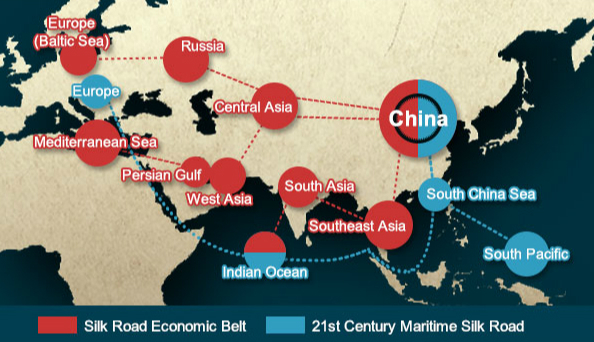 Europe
(Baltic Sea)
Russia
Europe
Central Asia
China
Mediterranean Sea
Persian Gulf
West Asia
South Asia
South China Sea
Southeast Asia
South Pacific
Indian Ocean
Silk Road Economic Belt
21st Century Maritime Silk Road